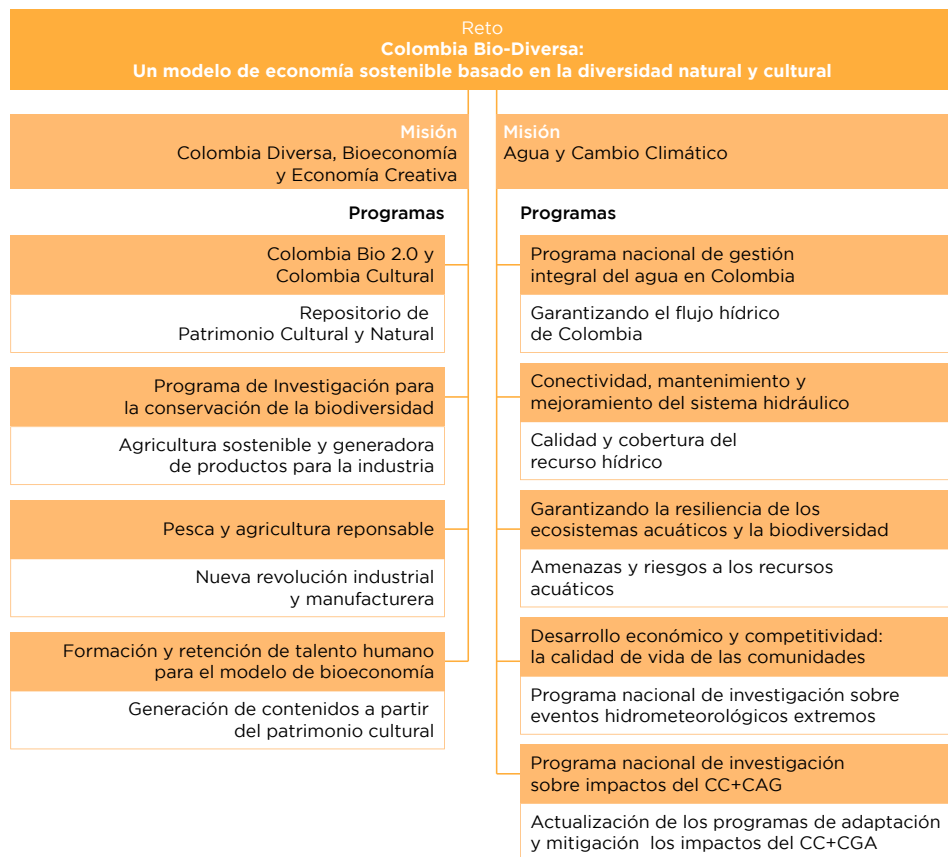 Reto
Colombia Bio-Diversa:
Un modelo de economía sostenible basado en la diversidad natural y cultural
Misión
Colombia Diversa, Bioeconomía
y Economía Creativa
Programas
Colombia Bio 2.0 y
Colombia Cultural
Repositorio de
Patrimonio Cultural y Natural
Programa de Investigación para
la conservación de la biodiversidad
Agricultura sostenible y generadora
de productos para la industria
Pesca y agricultura reponsable
Nueva revolución industrial
y manufacturera
Formación y retención de talento humano
para el modelo de bioeconomía
Generación de contenidos a partir
del patrimonio cultural
Misión
Agua y Cambio Climático
Programas
Programa nacional de gestión
integral del agua en Colombia
Garantizando el flujo hídrico
de Colombia
Conectividad, mantenimiento y
mejoramiento del sistema hidráulico
Calidad y cobertura del
recurso hídrico
Garantizando la resiliencia de los
ecosistemas acuáticos y la biodiversidad
Amenazas y riesgos a los recursos
acuáticos
Desarrollo económico y competitividad:
la calidad de vida de las comunidades
Programa nacional de investigación sobre
eventos hidrometeorológicos extremos
Programa nacional de investigación
sobre impactos del CC+CAG
Actualización de los programas de adaptación
y mitigación los impactos del CC+CGA